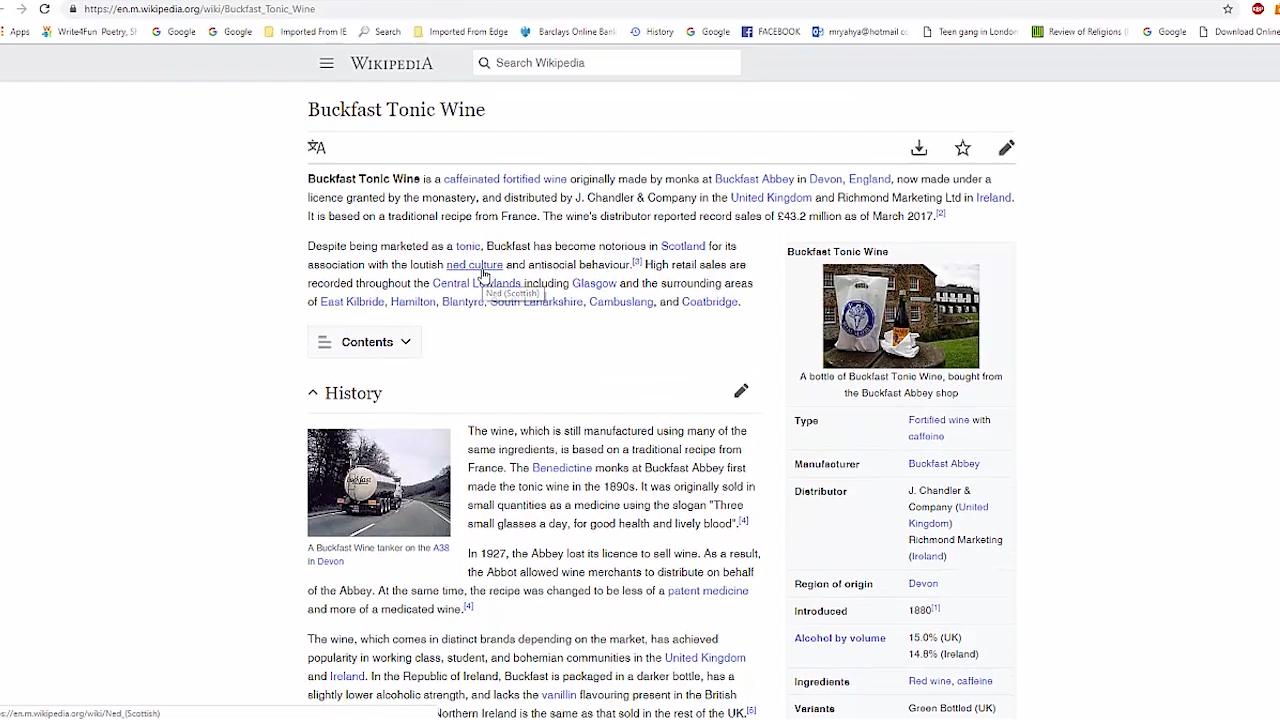 https://en.m.wikipedia.org/wiki/Buckfast_Tonic_Wine
Apps Write4Fun Poetry, Google Google Imported From IE Search Imported From Edge Barclays Online Bank History Google FACEBOOK mryahya@hotmail Teen gang in London Review of Religions Google Download Online
WIKIPEDIA Search Wikipedia
Buckfast Tonic Wine
Buckfast Tonic Wine is a caffeinated fortified wine originally made by monks at Buckfast Abbey in Devon, England, now made under a
licence granted by the monastery, and distributed by J. Chandler & Company in the United Kingdom and Richmond Marketing Ltd in Ireland.
It is based on a traditional recipe from France. The wine's distributor reported record sales of £43.2 million as of March 2017.[2]
Despite being marketed as a tonic, Buckfast has become notorious in Scotland for its
association with the loutish ned culture and antisocial behaviour.[3] High retail sales are
recorded throughout the Central Lowlands including Glasgow and the surrounding areas
of East Kilbride, Hamilton, Blantyre, South Lanarkshire, Cambuslang, and Coatbridge.
Ned (Scottish)
Contents
History
The wine, which is still manufactured using many of the
same ingredients, is based on a traditional recipe from
France. The Benedictine monks at Buckfast Abbey first
made the tonic wine in the 1890s. It was originally sold in
small quantities as a medicine using the slogan "Three
small glasses a day, for good health and lively blood".[4]
Buckfast
A Buckfast Wine tanker on the A38
in Devon
In 1927, the Abbey lost its licence to sell wine. As a result,
the Abbot allowed wine merchants to distribute on behalf
of the Abbey. At the same time, the recipe was changed to be less of a patent medicine
and more of a medicated wine.[4]
The wine, which comes in distinct brands depending on the market, has achieved
popularity in working class, student, and bohemian communities in the United Kingdom
and Ireland. In the Republic of Ireland, Buckfast is packaged in a darker bottle, has a
slightly lower alcoholic strength, and lacks the vanillin flavouring present in the British
Northern Ireland is the same as that sold in the rest of the UK.[5]
Buckfast Tonic Wine
A bottle of Buckfast Tonic Wine, bought from
the Buckfast Abbey shop
Type Fortified wine with
caffeine
Manufacturer Buckfast Abbey
Distributor J. Chandler &
Company (United
Kingdom)
Richmond Marketing
(Ireland)
Region of origin Devon
Introduced 1880[1]
Alcohol by volume 15.0% (UK)
14.8% (Ireland)
Ingredients Red wine, caffeine
Variants Green Bottled (UK)
s://en.m.wikipedia.org/wiki/Ned_(Scottish)